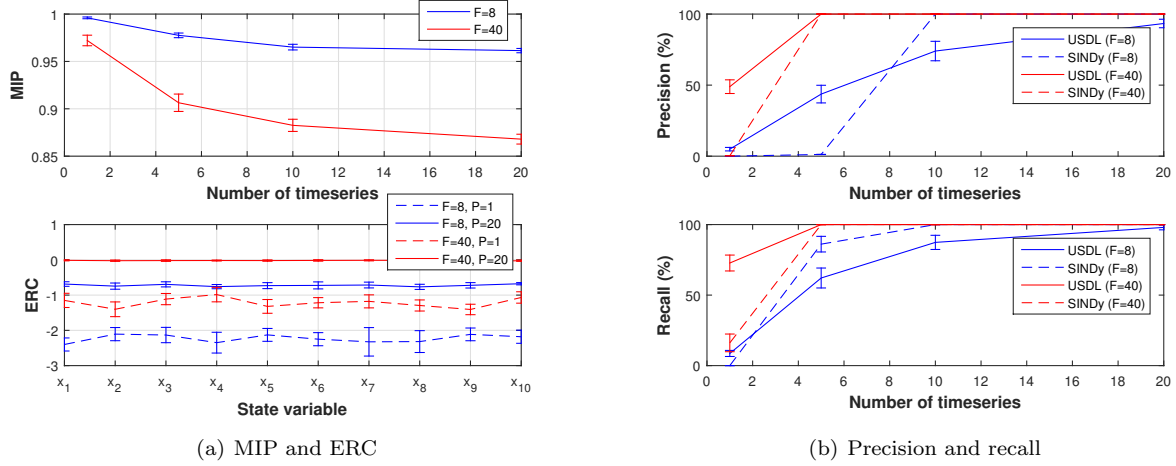 1
0.95
0.9
0.85
MIP
F=8
F=40
0 2 4 6 8 10 12 14 16 18 20
Number of timeseries
1
0
-1
-2
-3
ERC
F=8, P=1
F=8, P=20
F=40, P=1
F=40, P=20
x1 x2 x3 x4 x5 x6 x7 x8 x9 x10
State variable
(a) MIP and ERC
100
50
0
Precision (%)
USDL (F=8)
SINDy (F=8)
USDL (F=40)
SINDy (F=40)
0 2 4 6 8 10 12 14 16 18 20
Number of timeseries
100
50
0
Recall (%)
USDL (F=8)
SINDy (F=8)
USDL (F=40)
SINDy (F=40)
0 2 4 6 8 10 12 14 16 18 20
Number of timeseries
(b) Precision and recall